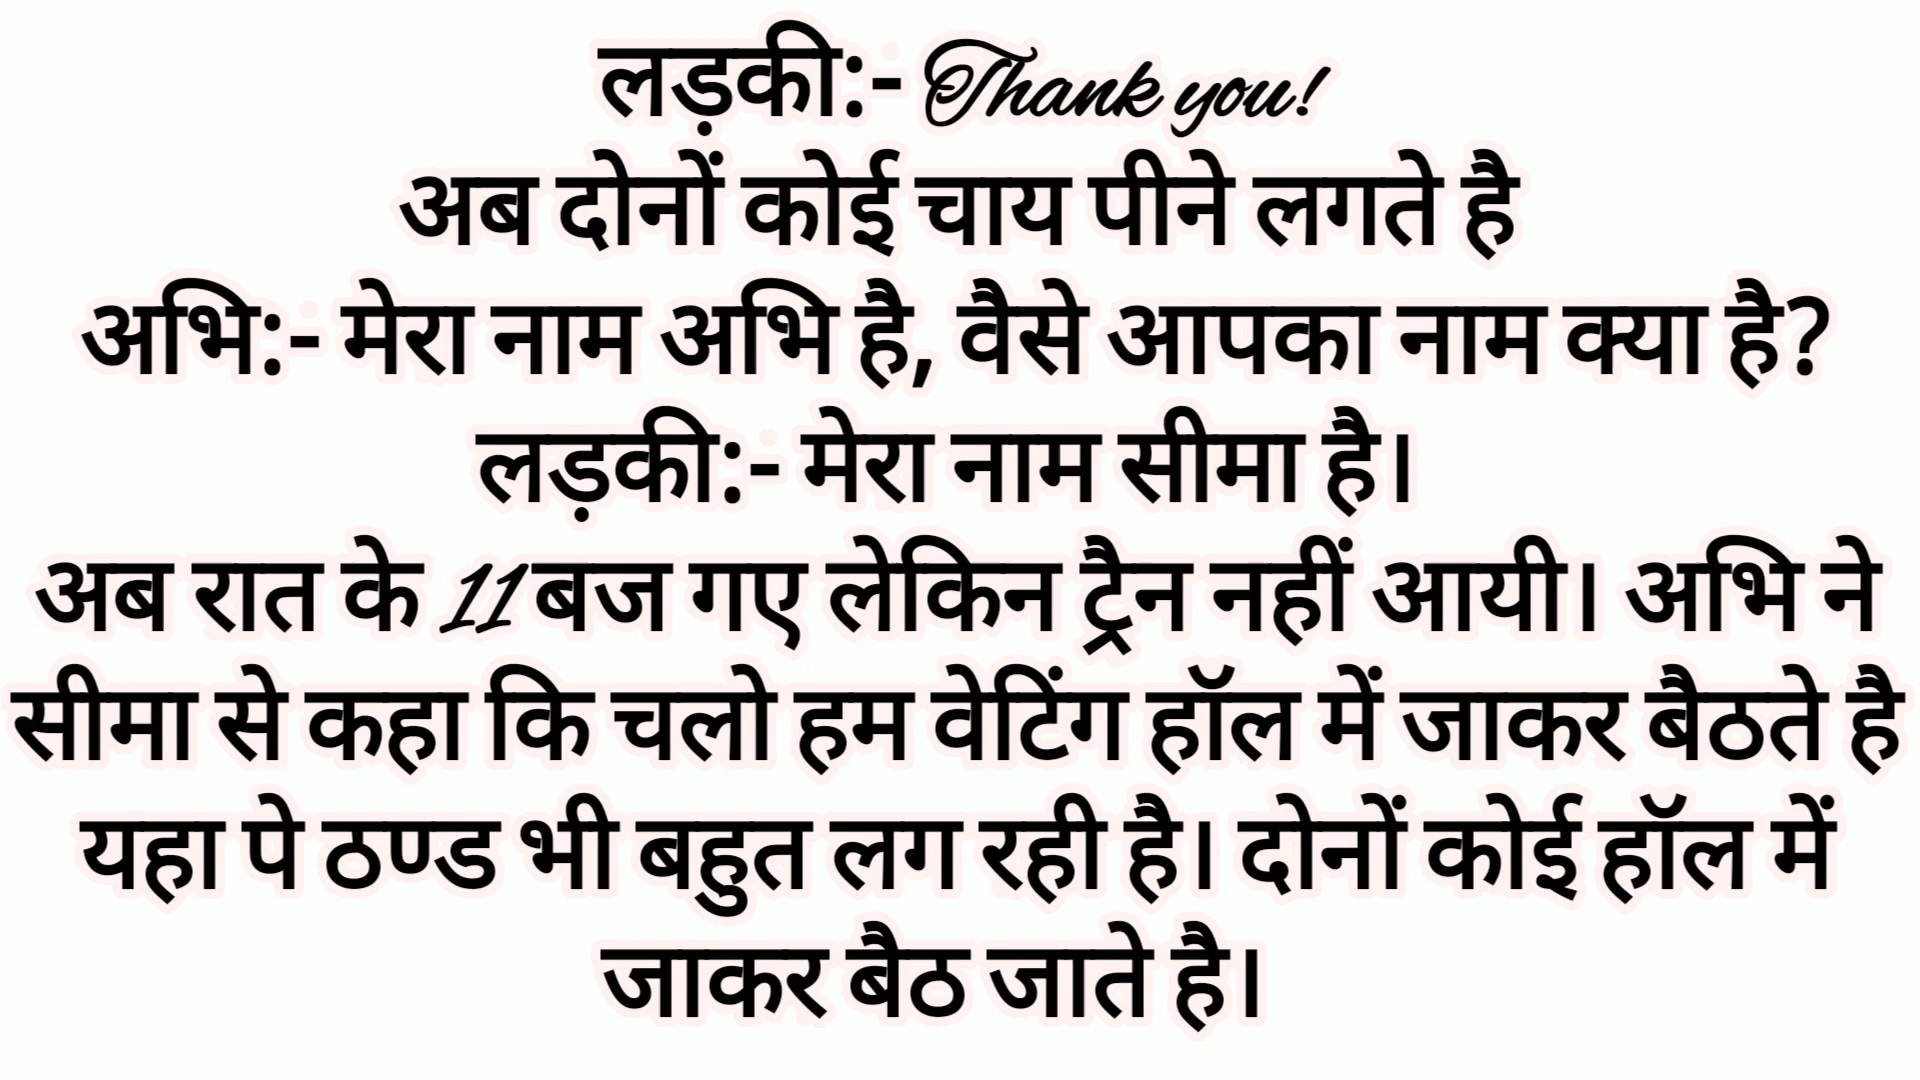 लड़की:- Thank you!
अब दोनों कोई चाय पीने लगते है
अभि:- मेरा नाम अभि है, वैसे आपका नाम क्या है?
लड़की:- मेरा नाम सीमा है।
अब रात के 11 बज गए लेकिन ट्रैन नहीं आयी। अभि ने
सीमा से कहा कि चलो हम वेटिंग हॉल में जाकर बैठते है
यहा पे ठण्ड भी बहुत लग रही है। दोनों कोई हॉल में
जाकर बैठ जाते है।